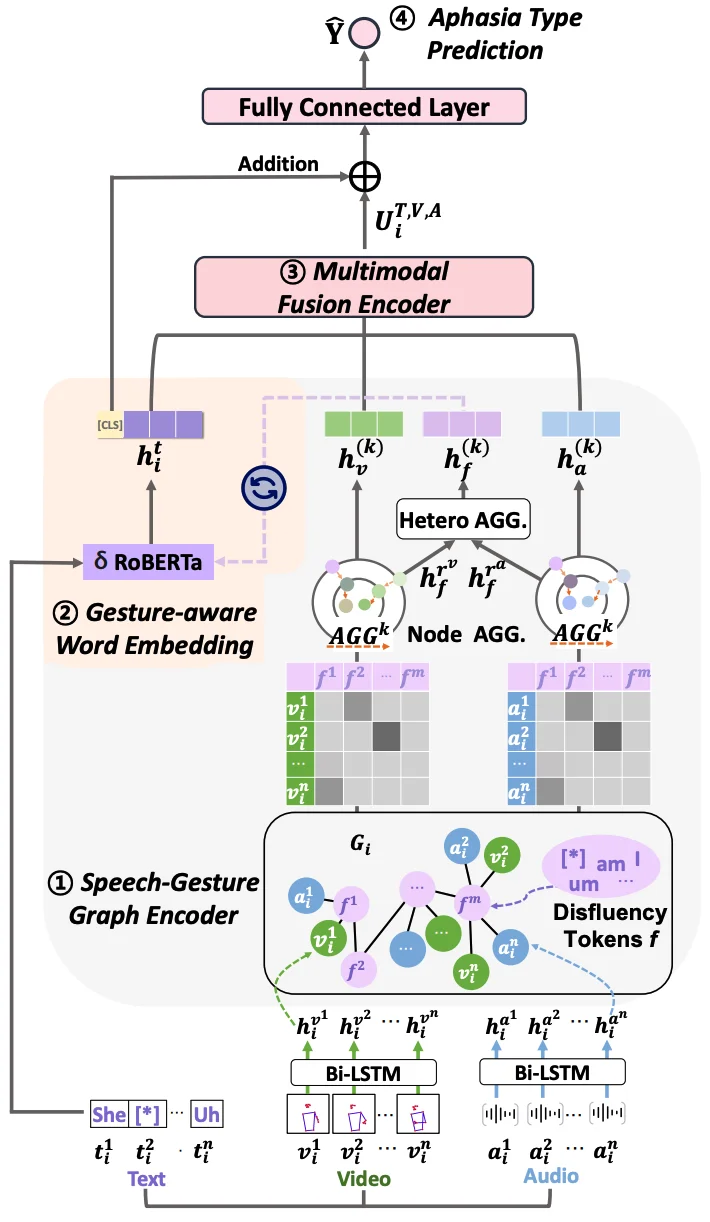 Ŷ ④ Aphasia Type
Prediction
Fully Connected Layer
Addition
U_i^{T,V,A}
③ Multimodal
Fusion Encoder
[CLS]
h_i^t h_v^{(k)} h_f^{(k)} h_a^{(k)}
Hetero AGG.
δ RoBERTa
h_f^{r^v} h_f^{r^a}
② Gesture-aware
Word Embedding
AGG^k Node AGG. AGG^k
f^1 f^2 ... f^m
v_i^1
v_i^2
...
v_i^n
f^1 f^2 ... f^m
a_i^1
a_i^2
...
a_i^n
① Speech-Gesture
Graph Encoder
G_i
a_i^1 f^1 v_i^1 f^2
... ... ...
a_i^2 v_i^2 f^m a_i^n v_i^n
[*] am I
um ...
Disfluency
Tokens f
h_i^{v^1} h_i^{v^2} ... h_i^{v^n}
h_i^{a^1} h_i^{a^2} ... h_i^{a^n}
Bi-LSTM
Bi-LSTM
She [*] ... Uh
...
...
t_i^1 t_i^2 . t_i^n
v_i^1 v_i^2 ... v_i^n
a_i^1 a_i^2 ... a_i^n
Text
Video
Audio